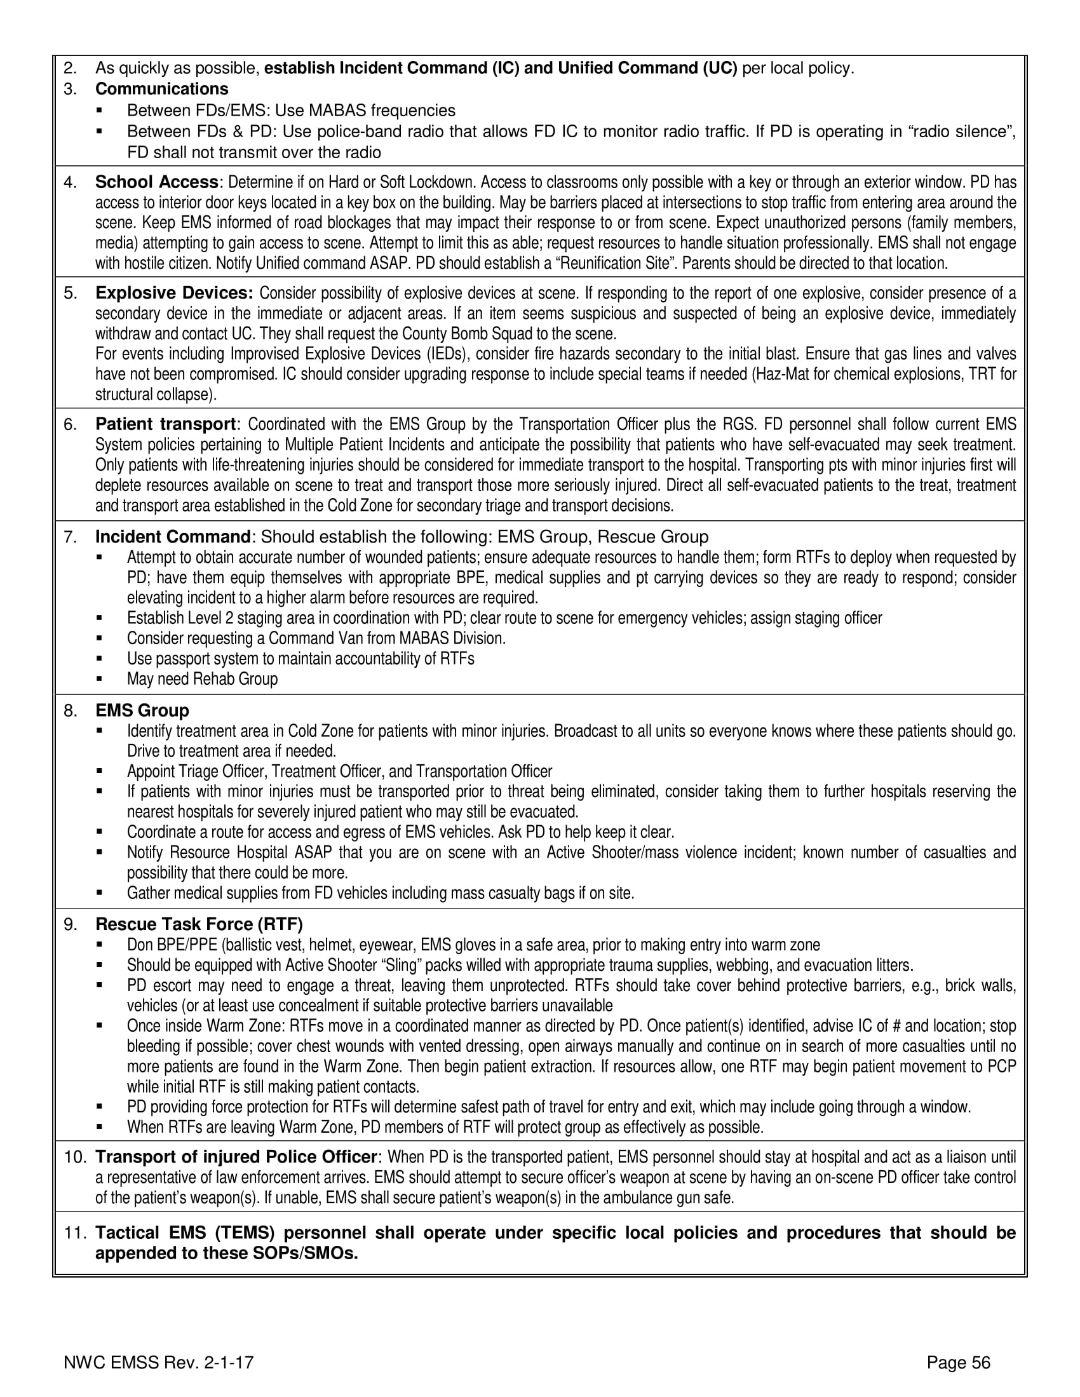 2. As quickly as possible, establish Incident Command (IC) and Unified Command (UC) per local policy.
3. Communications
▪ Between FDs/EMS: Use MABAS frequencies
▪ Between FDs & PD: Use police-band radio that allows FD IC to monitor radio traffic. If PD is operating in “radio silence”,
FD shall not transmit over the radio
4. School Access: Determine if on Hard or Soft Lockdown. Access to classrooms only possible with a key or through an exterior window. PD has
access to interior door keys located in a key box on the building. May be barriers placed at intersections to stop traffic from entering area around the
scene. Keep EMS informed of road blockages that may impact their response to or from scene. Expect unauthorized persons (family members,
media) attempting to gain access to scene. Attempt to limit this as able; request resources to handle situation professionally. EMS shall not engage
with hostile citizen. Notify Unified command ASAP. PD should establish a “Reunification Site”. Parents should be directed to that location.
5. Explosive Devices: Consider possibility of explosive devices at scene. If responding to the report of one explosive, consider presence of a
secondary device in the immediate or adjacent areas. If an item seems suspicious and suspected of being an explosive device, immediately
withdraw and contact UC. They shall request the County Bomb Squad to the scene.
For events including Improvised Explosive Devices (IEDs), consider fire hazards secondary to the initial blast. Ensure that gas lines and valves
have not been compromised. IC should consider upgrading response to include special teams if needed (Haz-Mat for chemical explosions, TRT for
structural collapse).
6. Patient transport: Coordinated with the EMS Group by the Transportation Officer plus the RGS. FD personnel shall follow current EMS
System policies pertaining to Multiple Patient Incidents and anticipate the possibility that patients who have self-evacuated may seek treatment.
Only patients with life-threatening injuries should be considered for immediate transport to the hospital. Transporting pts with minor injuries first will
deplete resources available on scene to treat and transport those more seriously injured. Direct all self-evacuated patients to the treat, treatment
and transport area established in the Cold Zone for secondary triage and transport decisions.
7. Incident Command: Should establish the following: EMS Group, Rescue Group
▪ Attempt to obtain accurate number of wounded patients; ensure adequate resources to handle them; form RTFs to deploy when requested by
PD; have them equip themselves with appropriate BPE, medical supplies and pt carrying devices so they are ready to respond; consider
elevating incident to a higher alarm before resources are required.
▪ Establish Level 2 staging area in coordination with PD; clear route to scene for emergency vehicles; assign staging officer
▪ Consider requesting a Command Van from MABAS Division.
▪ Use passport system to maintain accountability of RTFs
▪ May need Rehab Group
8. EMS Group
▪ Identify treatment area in Cold Zone for patients with minor injuries. Broadcast to all units so everyone knows where these patients should go.
Drive to treatment area if needed.
▪ Appoint Triage Officer, Treatment Officer, and Transportation Officer
▪ If patients with minor injuries must be transported prior to threat being eliminated, consider taking them to further hospitals reserving the
nearest hospitals for severely injured patient who may still be evacuated.
▪ Coordinate a route for access and egress of EMS vehicles. Ask PD to help keep it clear.
▪ Notify Resource Hospital ASAP that you are on scene with an Active Shooter/mass violence incident; known number of casualties and
possibility that there could be more.
▪ Gather medical supplies from FD vehicles including mass casualty bags if on site.
9. Rescue Task Force (RTF)
▪ Don BPE/PPE (ballistic vest, helmet, eyewear, EMS gloves in a safe area, prior to making entry into warm zone
▪ Should be equipped with Active Shooter “Sling” packs willed with appropriate trauma supplies, webbing, and evacuation litters.
▪ PD escort may need to engage a threat, leaving them unprotected. RTFs should take cover behind protective barriers, e.g., brick walls,
vehicles (or at least use concealment if suitable protective barriers unavailable
▪ Once inside Warm Zone: RTFs move in a coordinated manner as directed by PD. Once patient(s) identified, advise IC of # and location; stop
bleeding if possible; cover chest wounds with vented dressing, open airways manually and continue on in search of more casualties until no
more patients are found in the Warm Zone. Then begin patient extraction. If resources allow, one RTF may begin patient movement to PCP
while initial RTF is still making patient contacts.
▪ PD providing force protection for RTFs will determine safest path of travel for entry and exit, which may include going through a window.
▪ When RTFs are leaving Warm Zone, PD members of RTF will protect group as effectively as possible.
10. Transport of injured Police Officer: When PD is the transported patient, EMS personnel should stay at hospital and act as a liaison until
a representative of law enforcement arrives. EMS should attempt to secure officer’s weapon at scene by having an on-scene PD officer take control
of the patient’s weapon(s). If unable, EMS shall secure patient’s weapon(s) in the ambulance gun safe.
11. Tactical EMS (TEMS) personnel shall operate under specific local policies and procedures that should be
appended to these SOPs/SMOs.
NWC EMSS Rev. 2-1-17
Page 56